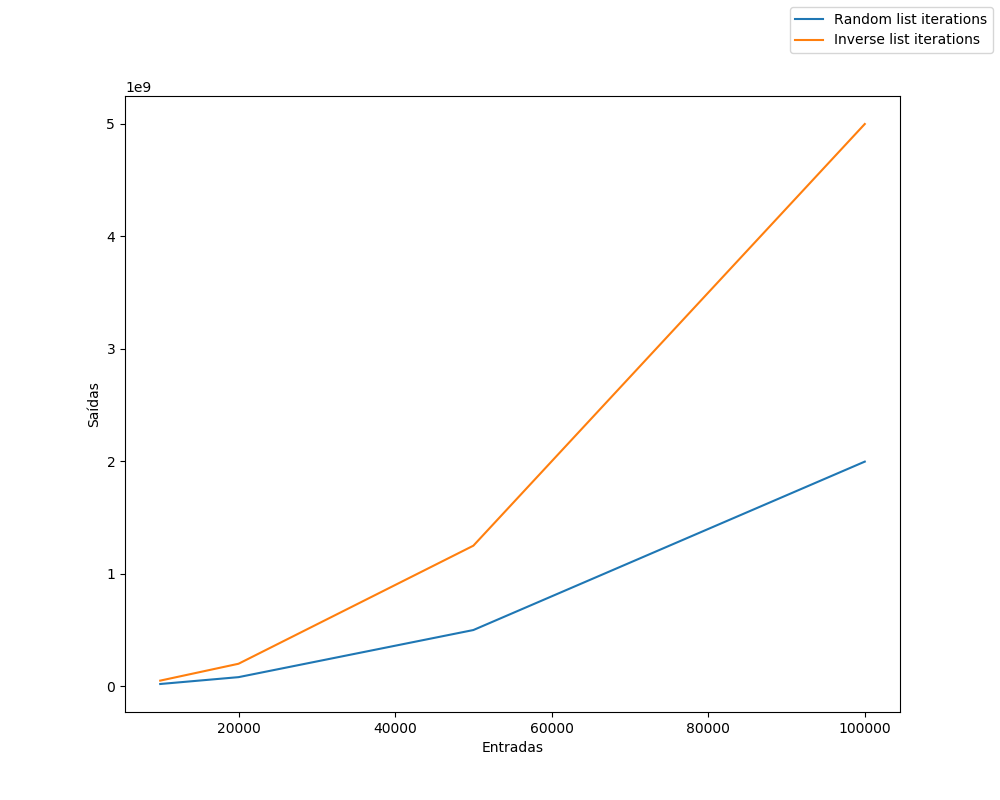 Random list iterations
Inverse list iterations
1e9
5
4
3
2
1
0
Saídas
20000 40000 60000 80000 100000
Entradas